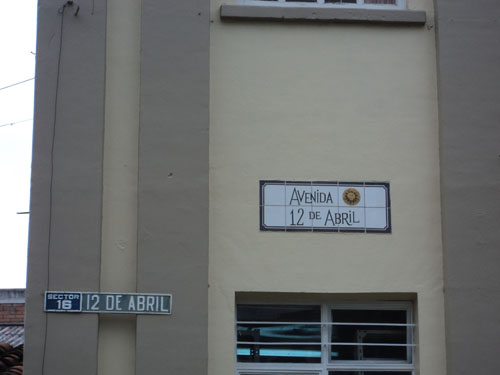 AVENIDA
12 DE ABRIL
SECTOR
16
12 DE ABRIL